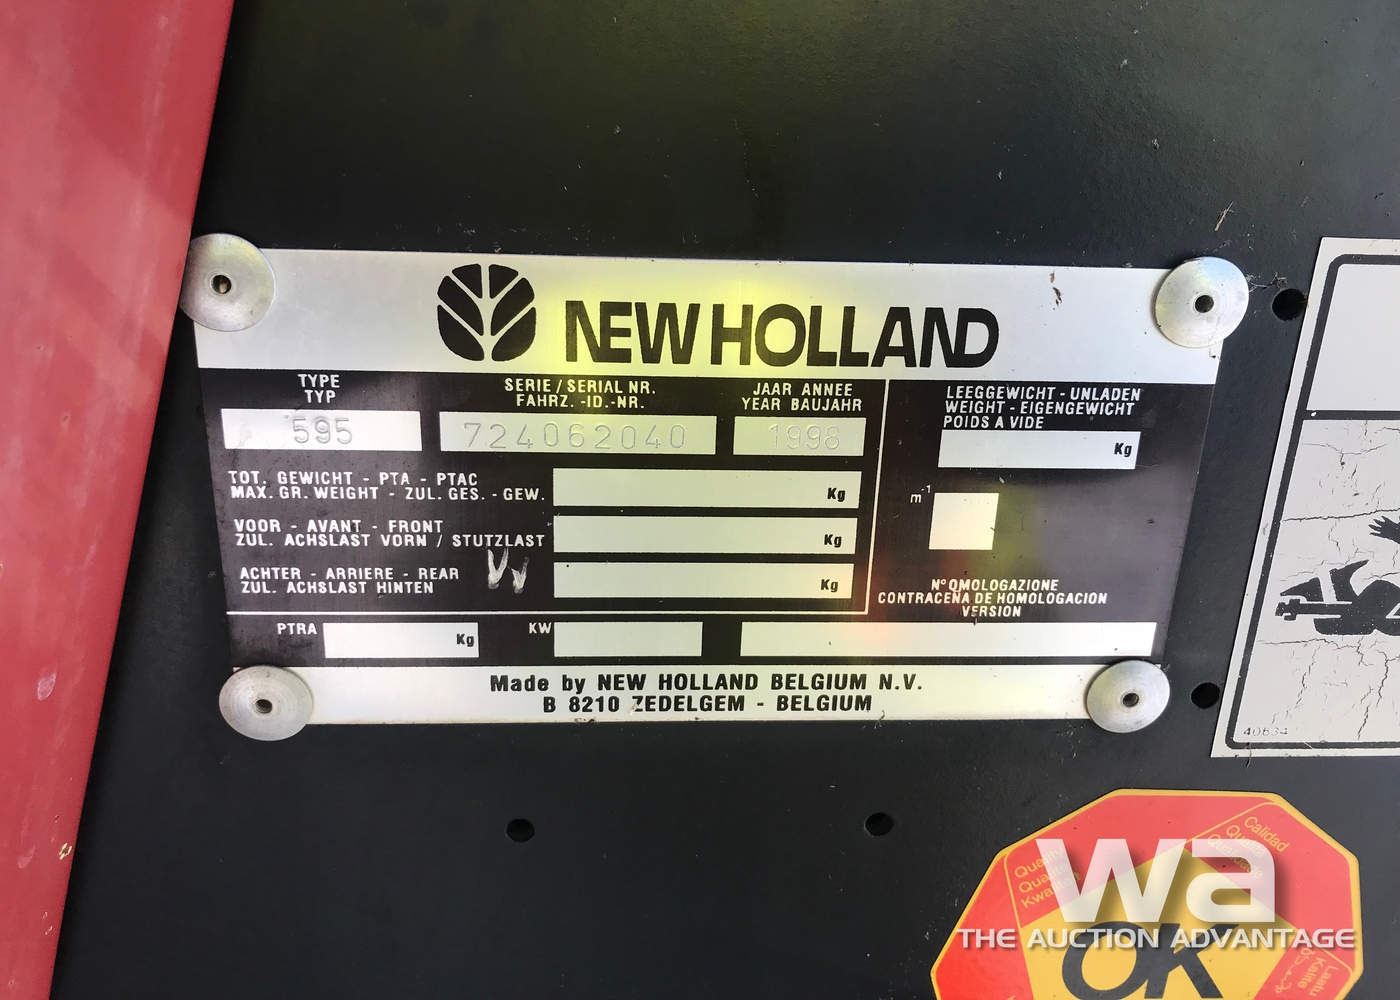 NEW HOLLAND
TYPE
TYP
SERIE / SERIAL NR.
FAHRZ. -ID.-NR.
JAAR ANNEE
YEAR BAUJAHR
LEEGGEWICHT - UNLADEN
WEIGHT - EIGENGEWICHT
POIDS A VIDE
595
724062040
1998
Kg
TOT. GEWICHT - PTA - PTAC
MAX. GR. WEIGHT - ZUL. GES. - GEW.
Kg
m-1
VOOR - AVANT - FRONT
ZUL. ACHSLAST VORN / STUTZLAST
Kg
ACHTER - ARRIERE - REAR
ZUL. ACHSLAST HINTEN
Kg
N° OMOLOGAZIONE
CONTRACENA DE HOMOLOGACION
VERSION
PTRA
Kg
KW
Made by NEW HOLLAND BELGIUM N.V.
B 8210 ZEDELGEM - BELGIUM
40634
Quality
Calidad
OK
wa
THE AUCTION ADVANTAGE